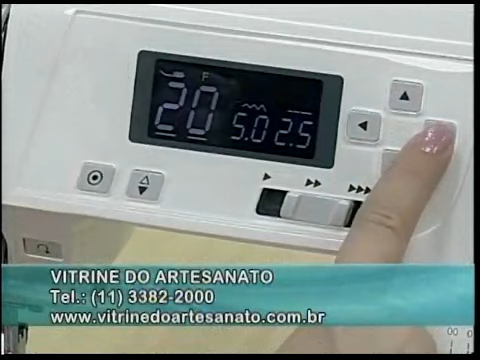 F
20 5.0 2.5
VITRINE DO ARTESANATO
Tel.: (11) 3382-2000
www.vitrinedoartesanato.com.br